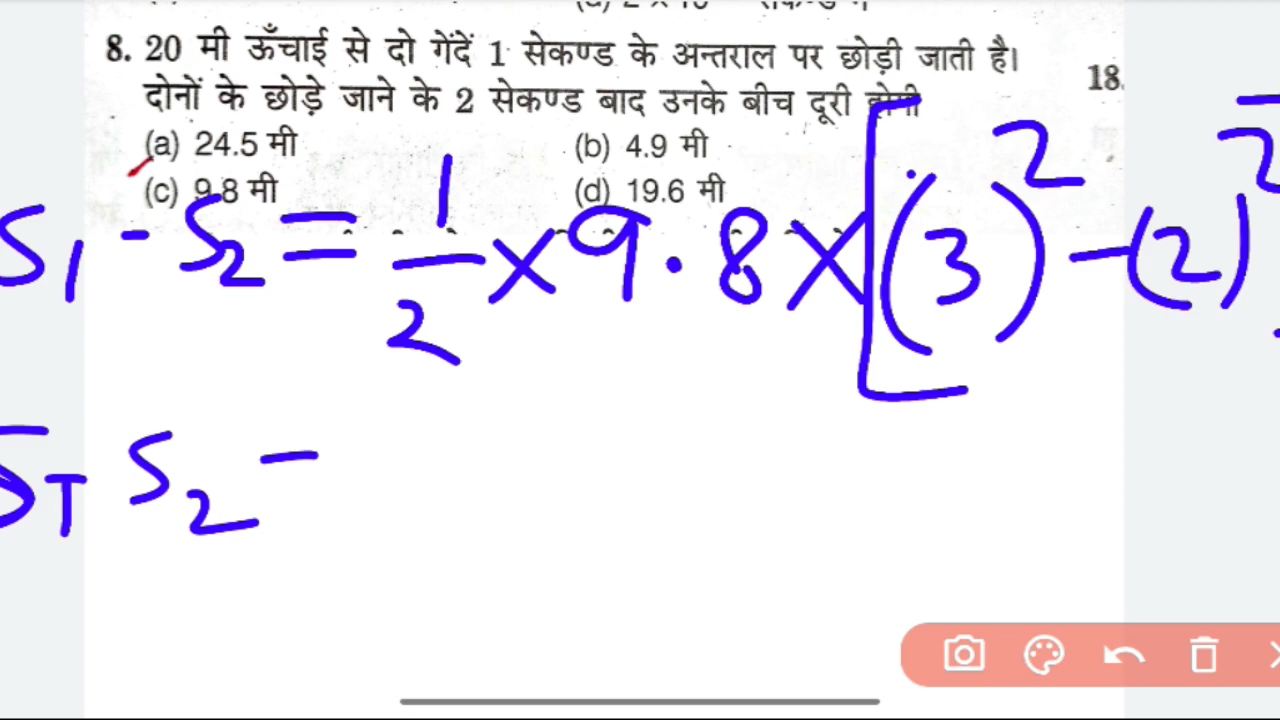 8. 20 मी ऊँचाई से दो गेंदें 1 सेकण्ड के अन्तराल पर छोड़ी जाती है।
दोनों के छोड़े जाने के 2 सेकण्ड बाद उनके बीच दूरी होगी
(a) 24.5 मी (b) 4.9 मी
(c) 9.8 मी (d) 19.6 मी
18.
S1 - S2 = 1/2 × 9.8 × [(3)² - (2)²
S1 S2 -